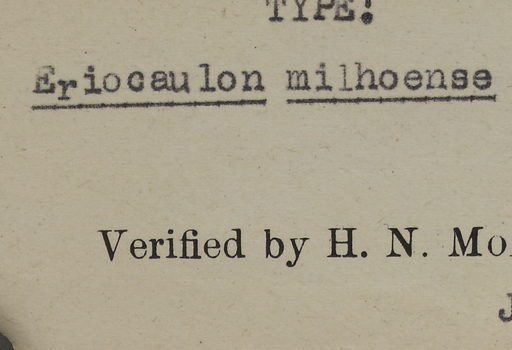 TYPE:
Eriocaulon milhoense
Verified by H. N. Mo